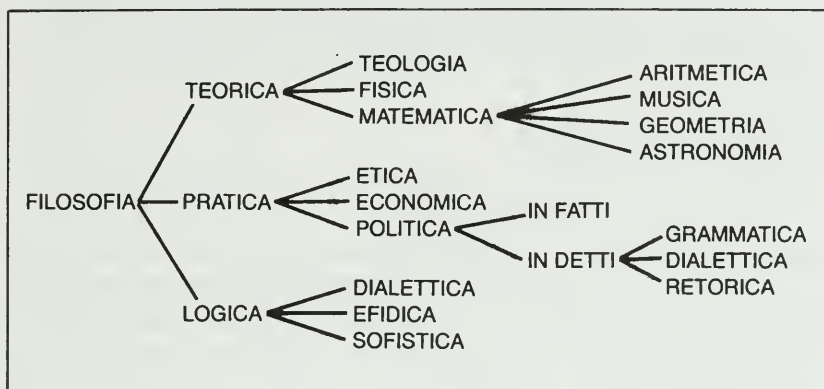 TEOLOGIA
TEORICA
FISICA
MATEMATICA
ARITMETICA
MUSICA
GEOMETRIA
ASTRONOMIA
FILOSOFIA
PRATICA
ETICA
ECONOMICA
POLITICA
IN FATTI
IN DETTI
GRAMMATICA
DIALETTICA
RETORICA
LOGICA
DIALETTICA
EFIDICA
SOFISTICA